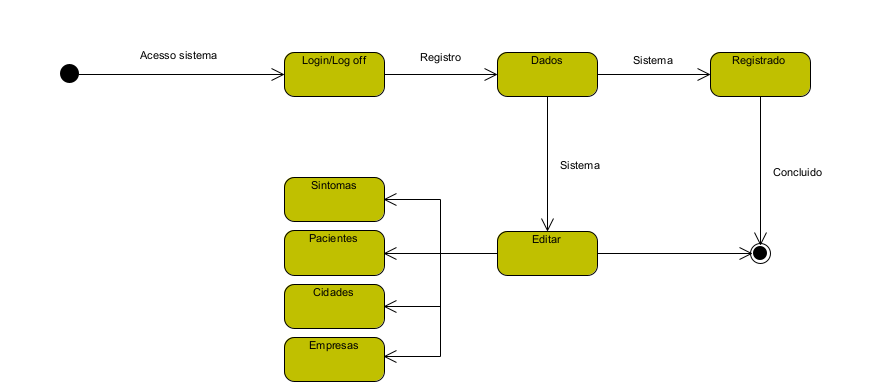 Acesso sistema
Login/Log off
Registro
Dados
Sistema
Registrado
Sistema
Concluido
Sintomas
Pacientes
Editar
Cidades
Empresas